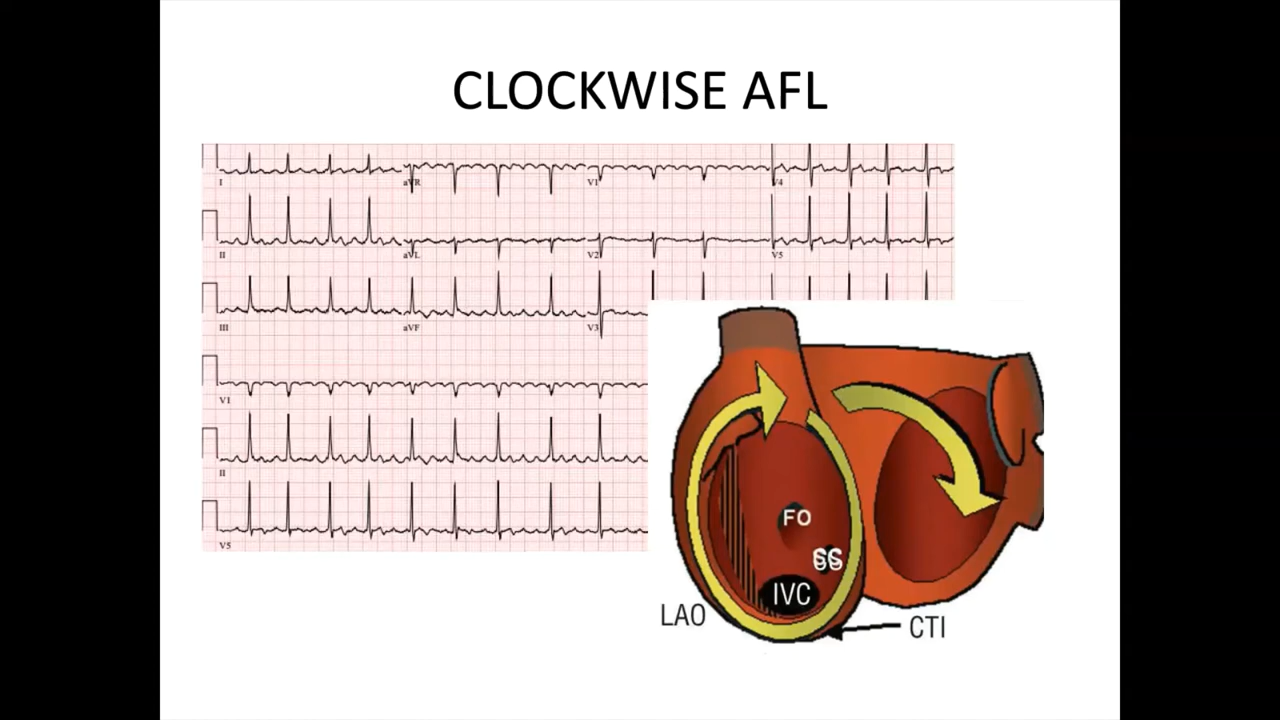 CLOCKWISE AFL
I aVR V1 V4
II aVL V2 V5
III aVF V3
V1
II
V5
FO
IVC
LAO
CTI